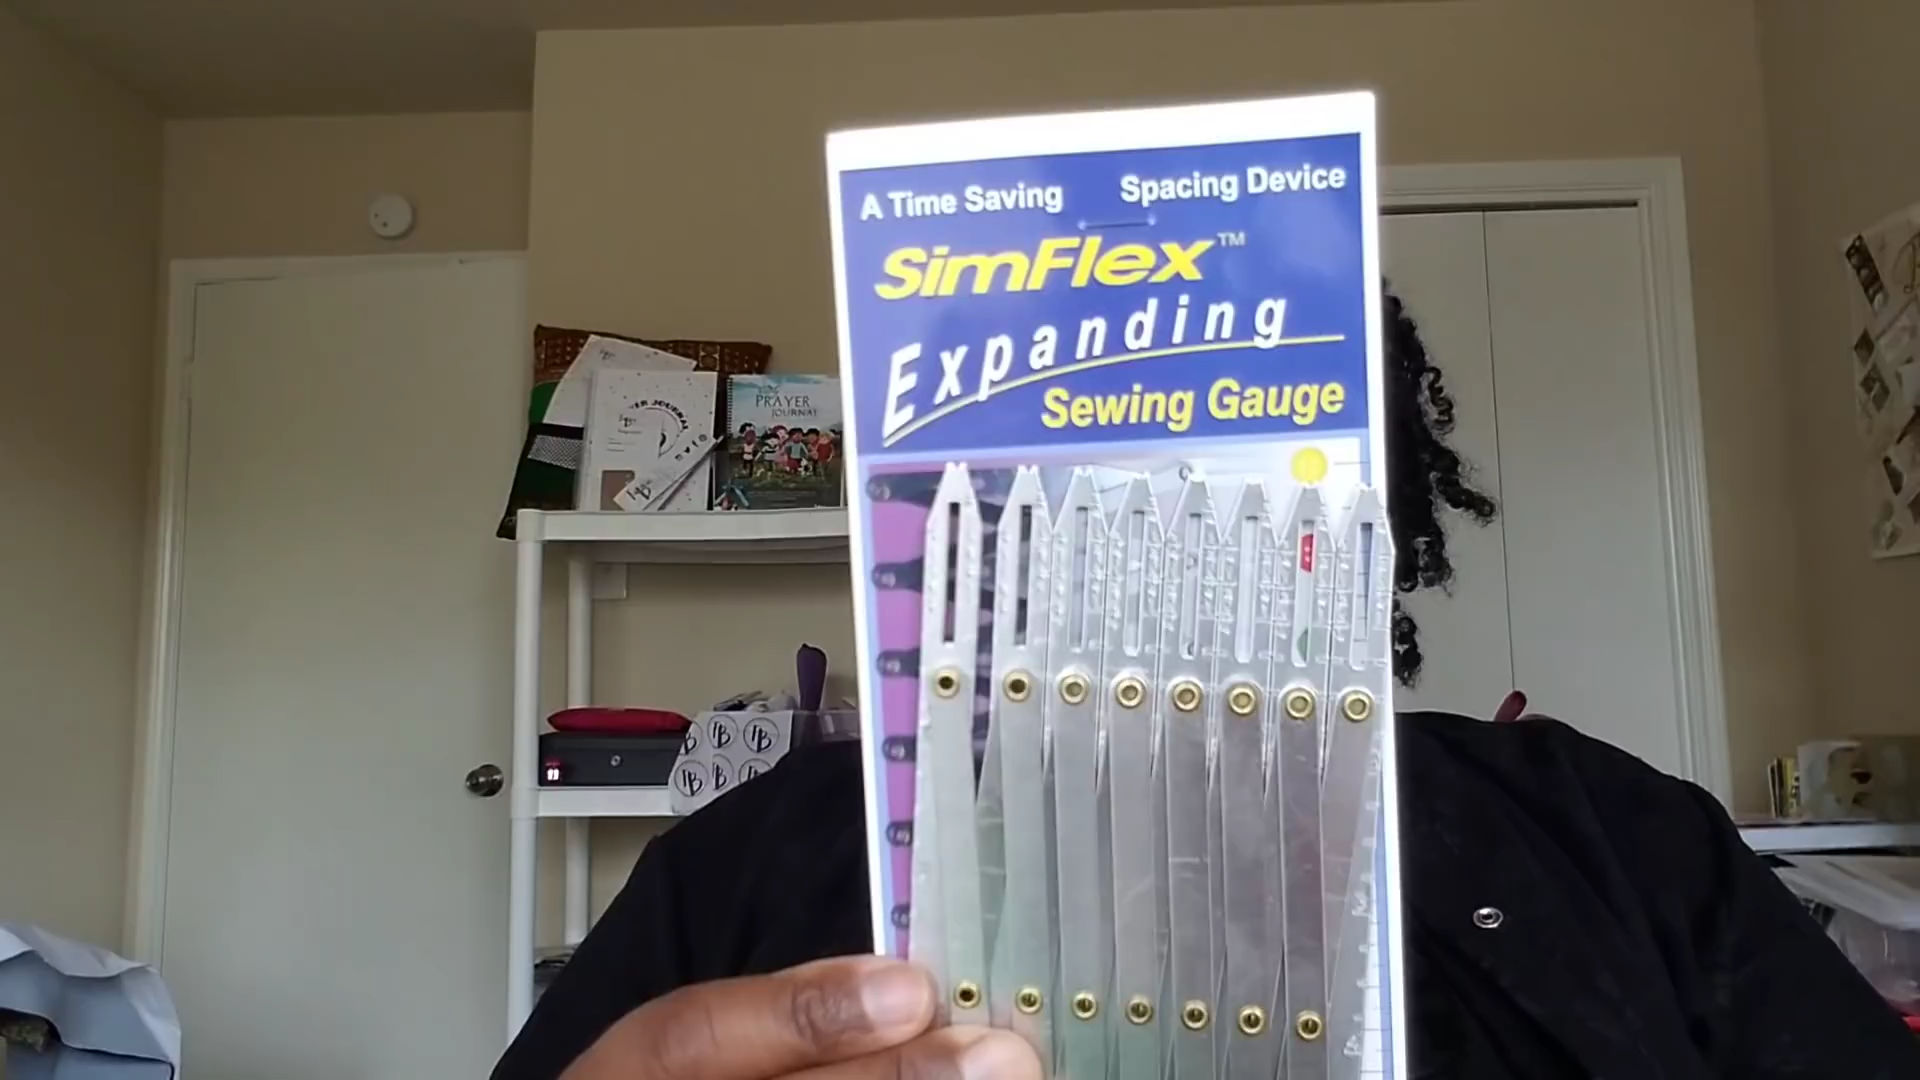 A Time Saving Spacing Device
SimFlex™
Expanding
Sewing Gauge
PRAYER
JOURNAL